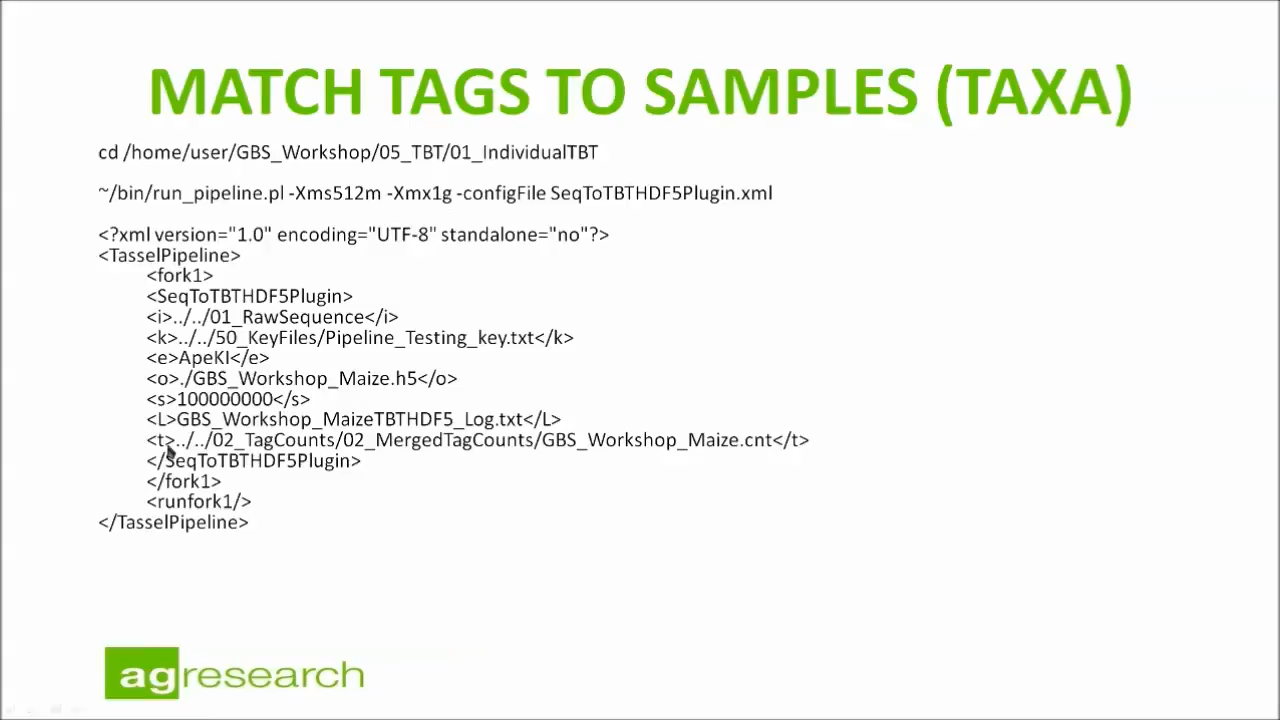 MATCH TAGS TO SAMPLES (TAXA)
cd /home/user/GBS_Workshop/05_TBT/01_IndividualTBT
~/bin/run_pipeline.pl -Xms512m -Xmx1g -configFile SeqToTBTHDF5Plugin.xml
<?xml version="1.0" encoding="UTF-8" standalone="no"?>
<TasselPipeline>
<fork1>
<SeqToTBTHDF5Plugin>
<i>../../01_RawSequence</i>
<k>../../50_KeyFiles/Pipeline_Testing_key.txt</k>
<e>ApeKI</e>
<o>./GBS_Workshop_Maize.h5</o>
<s>100000000</s>
<L>GBS_Workshop_MaizeTBTHDF5_Log.txt</L>
<t>../../02_TagCounts/02_MergedTagCounts/GBS_Workshop_Maize.cnt</t>
</SeqToTBTHDF5Plugin>
</fork1>
<runfork1/>
</TasselPipeline>
agresearch